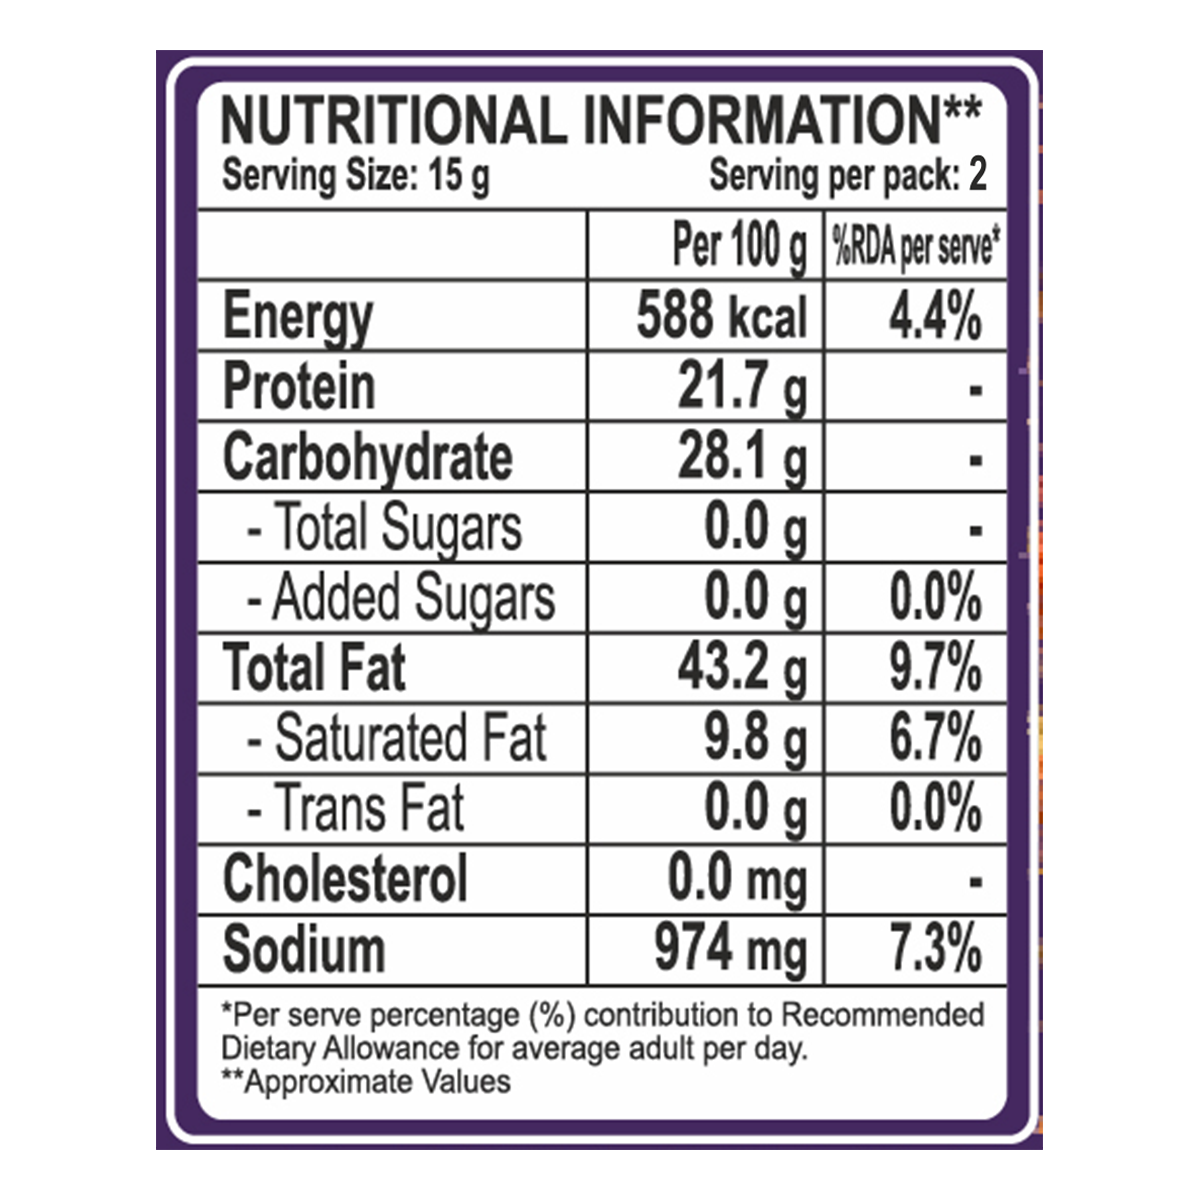 NUTRITIONAL INFORMATION**
Serving Size: 15 g Serving per pack: 2
Per 100 g %RDA per serve*
Energy 588 kcal 4.4%
Protein 21.7 g -
Carbohydrate 28.1 g -
- Total Sugars 0.0 g -
- Added Sugars 0.0 g 0.0%
Total Fat 43.2 g 9.7%
- Saturated Fat 9.8 g 6.7%
- Trans Fat 0.0 g 0.0%
Cholesterol 0.0 mg -
Sodium 974 mg 7.3%
*Per serve percentage (%) contribution to Recommended
Dietary Allowance for average adult per day.
**Approximate Values